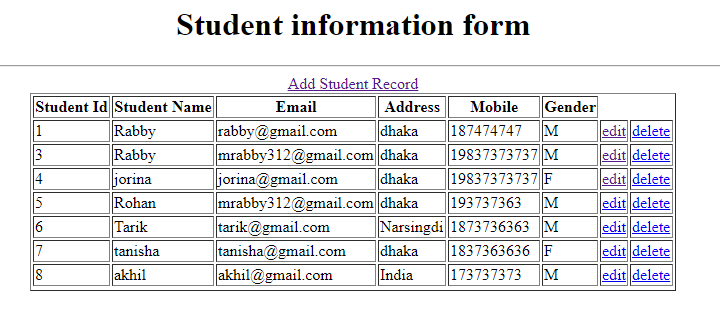 Student information form
Add Student Record
Student Id Student Name Email Address Mobile Gender
1 Rabby rabby@gmail.com dhaka 187474747 M edit delete
3 Rabby mrabby312@gmail.com dhaka 19837373737 M edit delete
4 jorina jorina@gmail.com dhaka 19837373737 F edit delete
5 Rohan mrabby312@gmail.com dhaka 193737363 M edit delete
6 Tarik tarik@gmail.com Narsingdi 1873736363 M edit delete
7 tanisha tanisha@gmail.com dhaka 1837363636 F edit delete
8 akhil akhil@gmail.com India 173737373 M edit delete